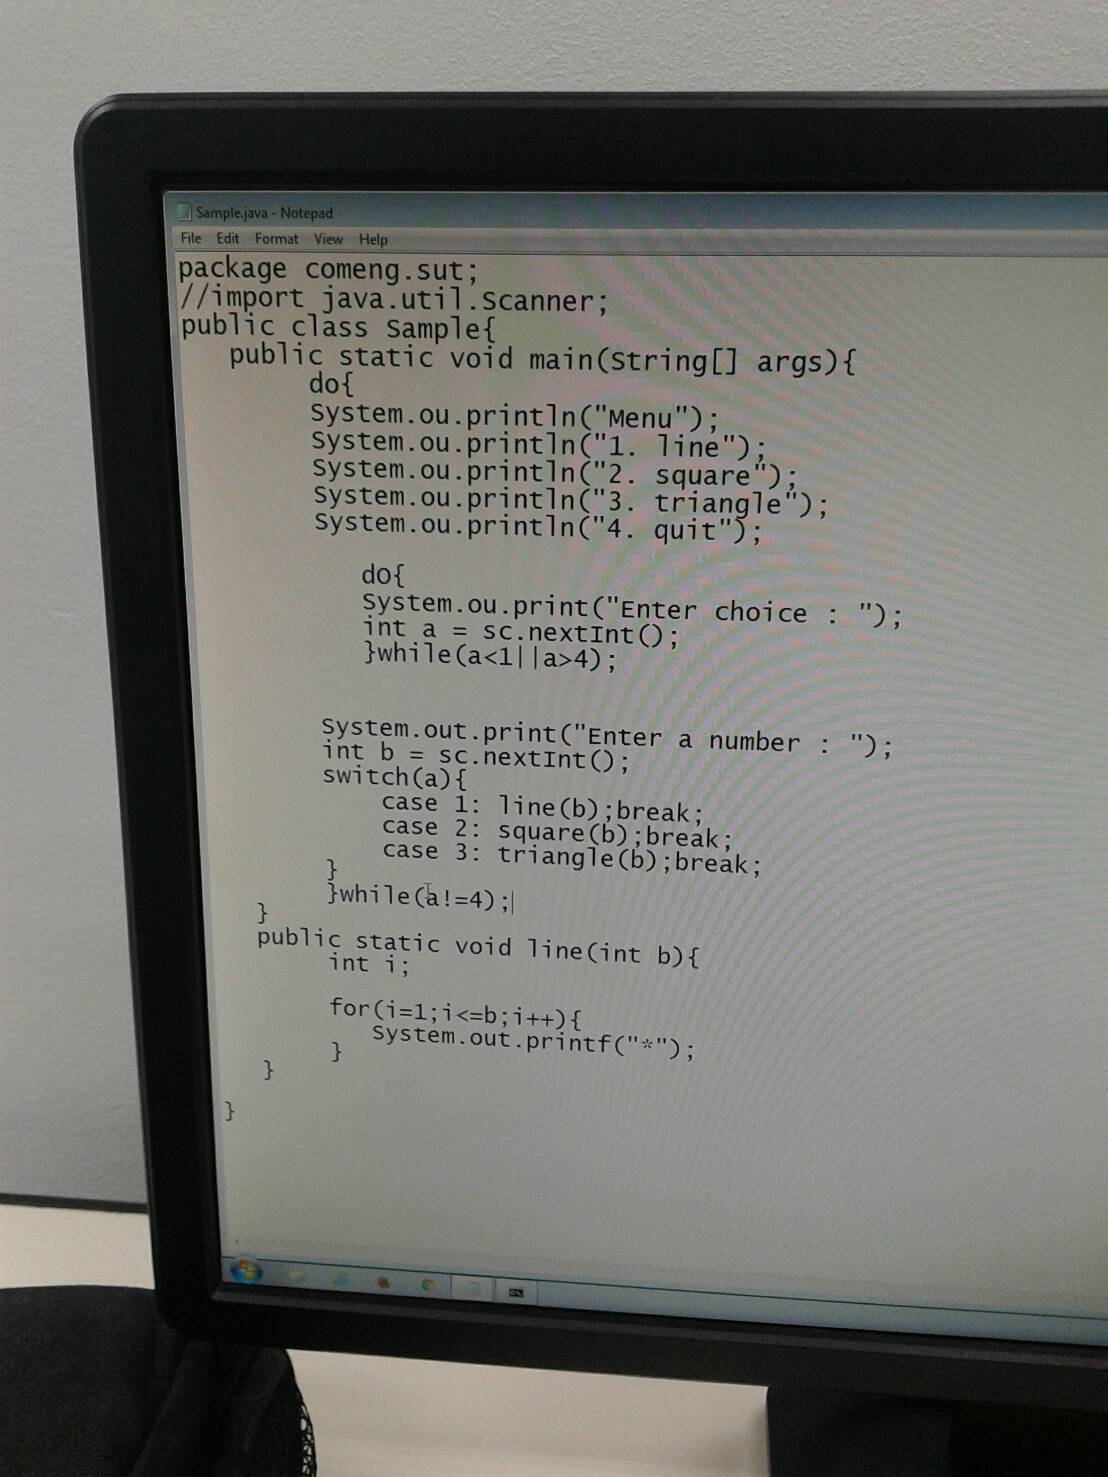 Sample.java - Notepad
File Edit Format View Help
package comeng.sut;
//import java.util.Scanner;
public class Sample{
public static void main(String[] args){
do{
System.ou.println("Menu");
System.ou.println("1. line");
System.ou.println("2. square");
System.ou.println("3. triangle");
System.ou.println("4. quit");
do{
System.ou.print("Enter choice : ");
int a = sc.nextInt();
}while(a<1||a>4);
System.out.print("Enter a number : ");
int b = sc.nextInt();
switch(a){
case 1: line(b);break;
case 2: square(b);break;
case 3: triangle(b);break;
}
}while(a!=4);
}
public static void line(int b){
int i;
for(i=1;i<=b;i++){
System.out.printf("*");
}
}
}